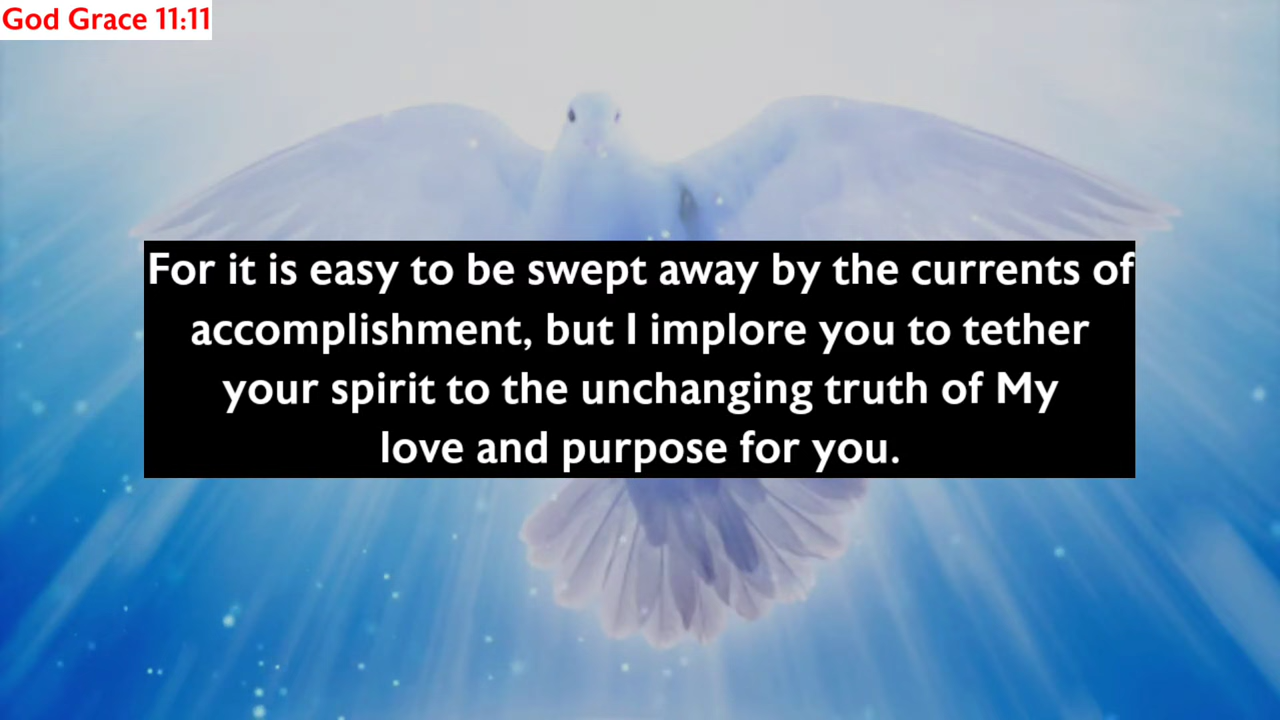 God Grace 11:11
For it is easy to be swept away by the currents of
accomplishment, but I implore you to tether
your spirit to the unchanging truth of My
love and purpose for you.